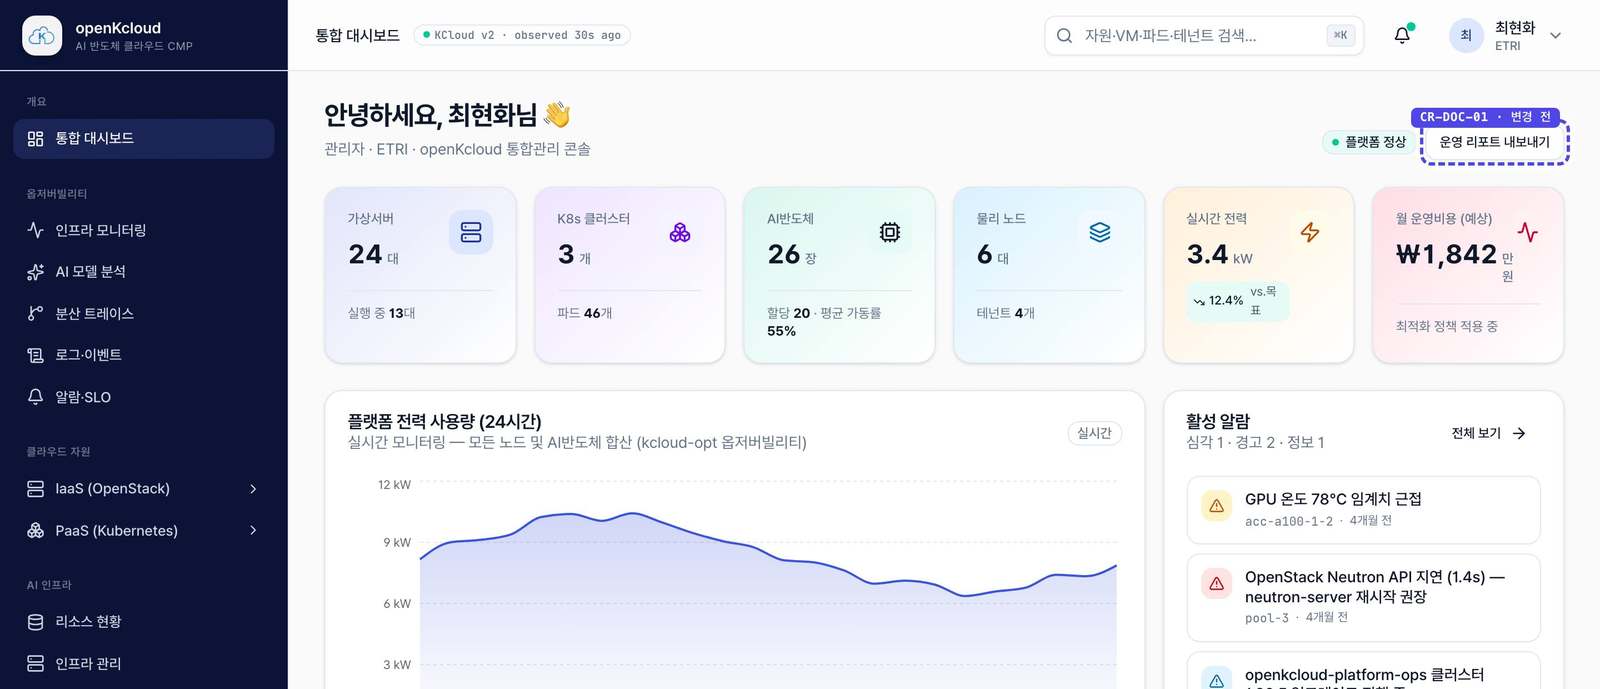 openKcloud
AI 반도체 클라우드 CMP
통합 대시보드
KCloud v2 · observed 30s ago
자원·VM·파드·테넌트 검색...
⌘K
최
최현화
ETRI
개요
통합 대시보드
옵저버빌리티
인프라 모니터링
AI 모델 분석
분산 트레이스
로그·이벤트
알람·SLO
클라우드 자원
IaaS (OpenStack)
PaaS (Kubernetes)
AI 인프라
리소스 현황
인프라 관리
안녕하세요, 최현화님 👋
관리자 · ETRI · openKcloud 통합관리 콘솔
CR-DOC-01 · 변경 전
플랫폼 정상
운영 리포트 내보내기
가상서버
24 대
실행 중 13대
K8s 클러스터
3 개
파드 46개
AI반도체
26 장
할당 20 · 평균 가동률
55%
물리 노드
6 대
테넌트 4개
실시간 전력
3.4 kW
12.4% vs.목
표
월 운영비용 (예상)
₩1,842 만
원
최적화 정책 적용 중
플랫폼 전력 사용량 (24시간)
실시간 모니터링 — 모든 노드 및 AI반도체 합산 (kcloud-opt 옵저버빌리티)
실시간
12 kW
9 kW
6 kW
3 kW
활성 알람
심각 1 · 경고 2 · 정보 1
전체 보기
GPU 온도 78°C 임계치 근접
acc-a100-1-2 · 4개월 전
OpenStack Neutron API 지연 (1.4s) —
neutron-server 재시작 권장
pool-3 · 4개월 전
openkcloud-platform-ops 클러스터